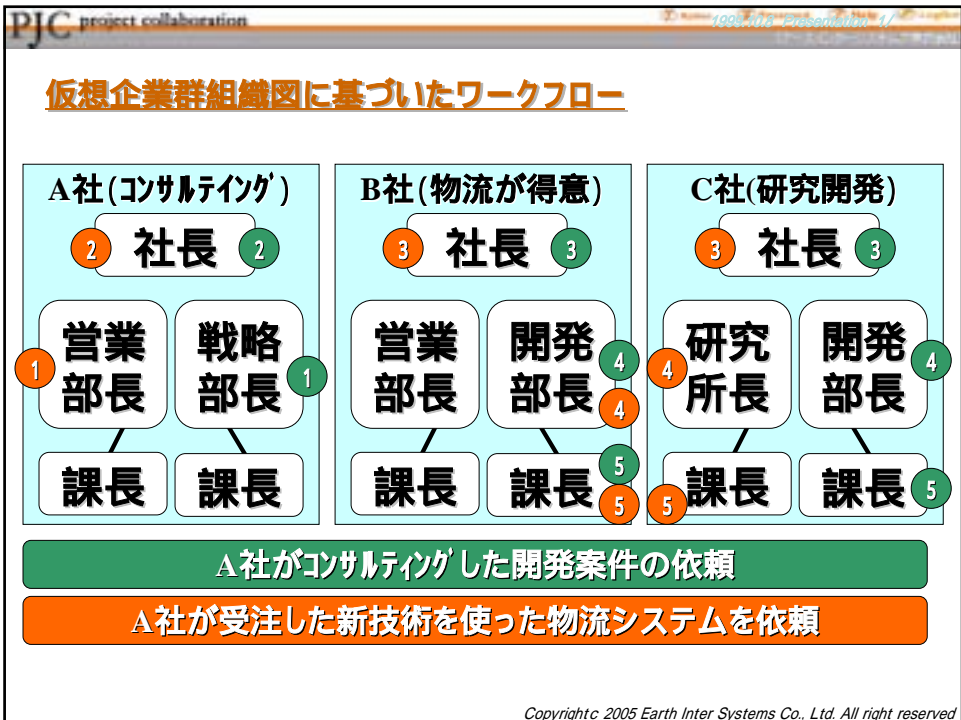 PJC project collaboration
1999.10.8 Presentation 1/
仮想企業群組織図に基づいたワークフロー
A社(ｺﾝｻﾙﾃｲﾝｸﾞ)
2 社長 2
1 営業
部長
戦略
部長 1
課長
課長
B社(物流が得意)
3 社長 3
営業
部長
開発 4
部長 4
課長
5
課長
5
C社(研究開発)
3 社長 3
4 研究
所長
開発
部長 4
5 課長
課長 5
A社がｺﾝｻﾙﾃｨﾝｸﾞした開発案件の依頼
A社が受注した新技術を使った物流システムを依頼
Copyrightc 2005 Earth Inter Systems Co., Ltd. All right reserved